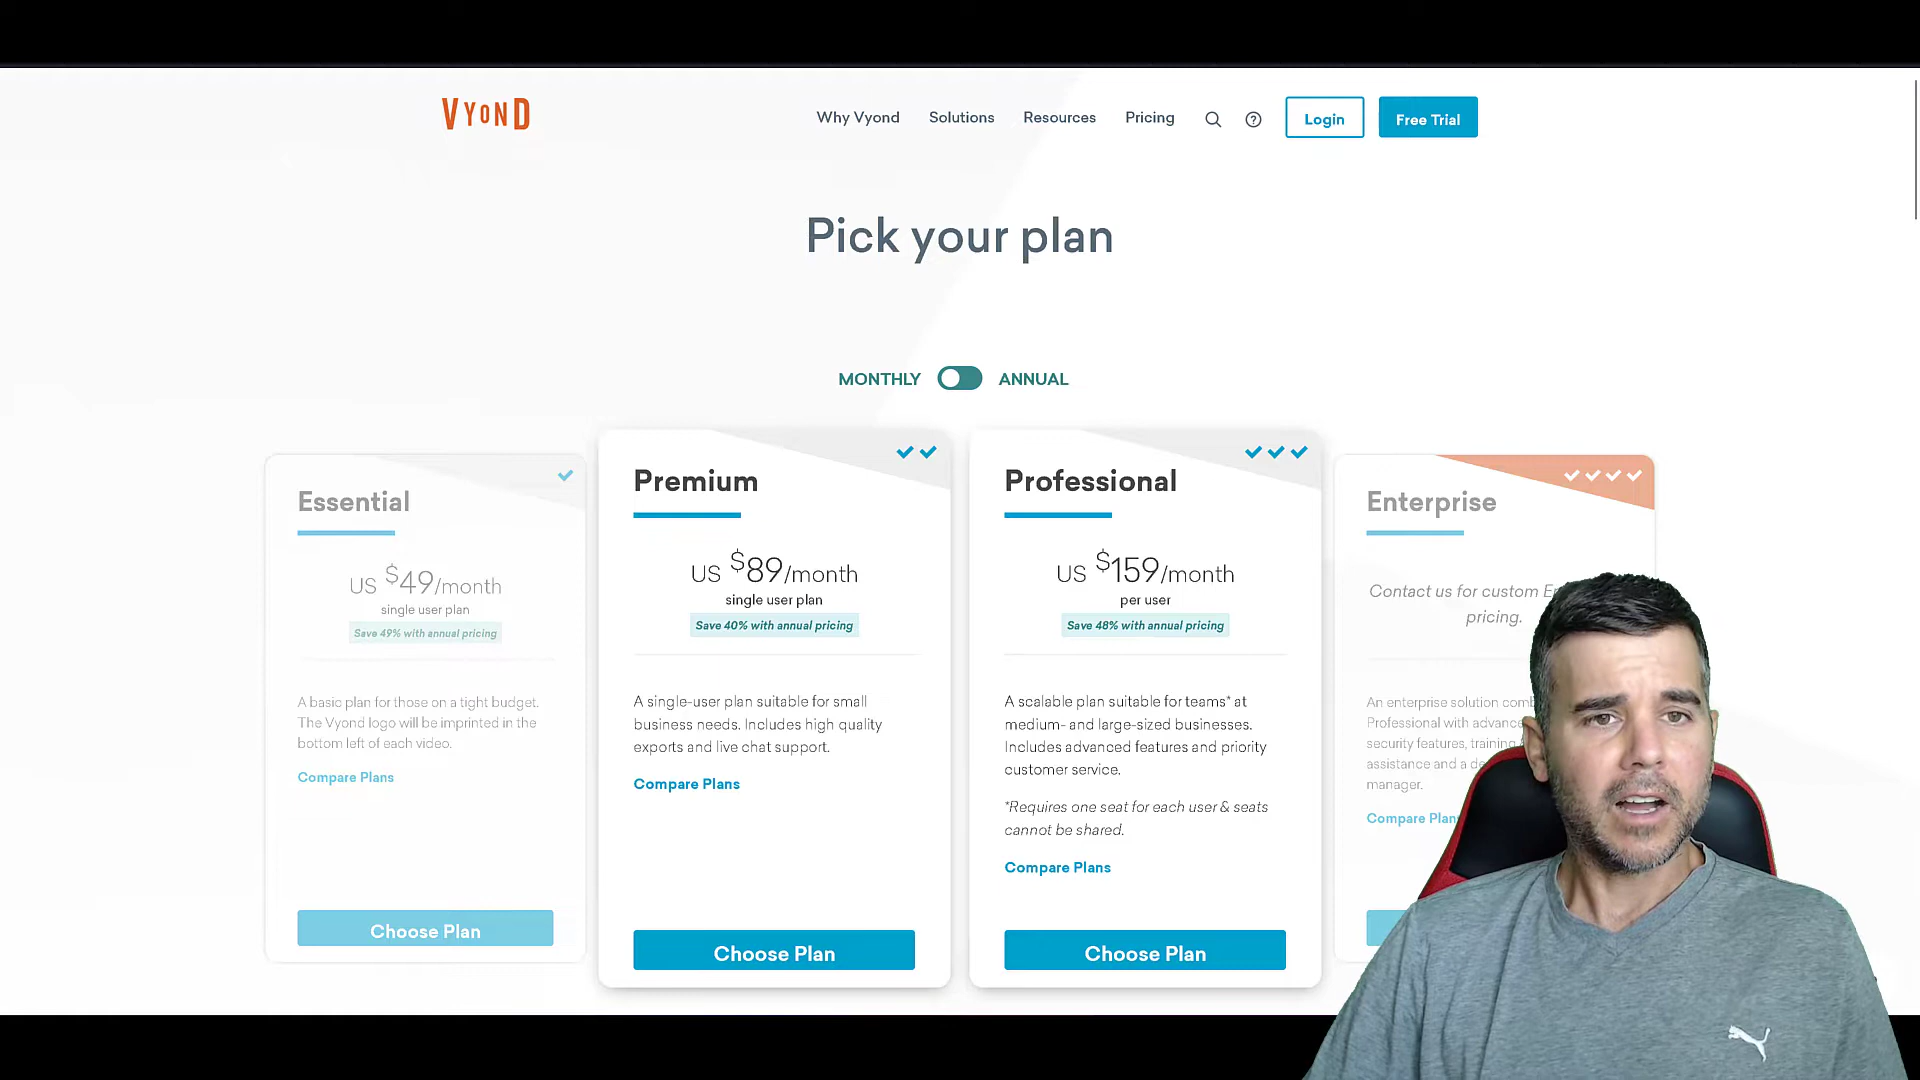 VYOND
Why Vyond
Solutions
Resources
Pricing
Login
Free Trial
Pick your plan
MONTHLY
ANNUAL
Essential
US $49/month
single user plan
Save 49% with annual pricing
A basic plan for those on a tight budget.
The Vyond logo will be imprinted in the
bottom left of each video.
Compare Plans
Choose Plan
Premium
US $89/month
single user plan
Save 40% with annual pricing
A single-user plan suitable for small
business needs. Includes high quality
exports and live chat support.
Compare Plans
Choose Plan
Professional
US $159/month
per user
Save 48% with annual pricing
A scalable plan suitable for teams* at
medium- and large-sized businesses.
Includes advanced features and priority
customer service.
*Requires one seat for each user & seats
cannot be shared.
Compare Plans
Choose Plan
Enterprise
Contact us for custom
pricing.
An enterprise solution
Professional with
security features, training
assistance and a
manager.
Compare